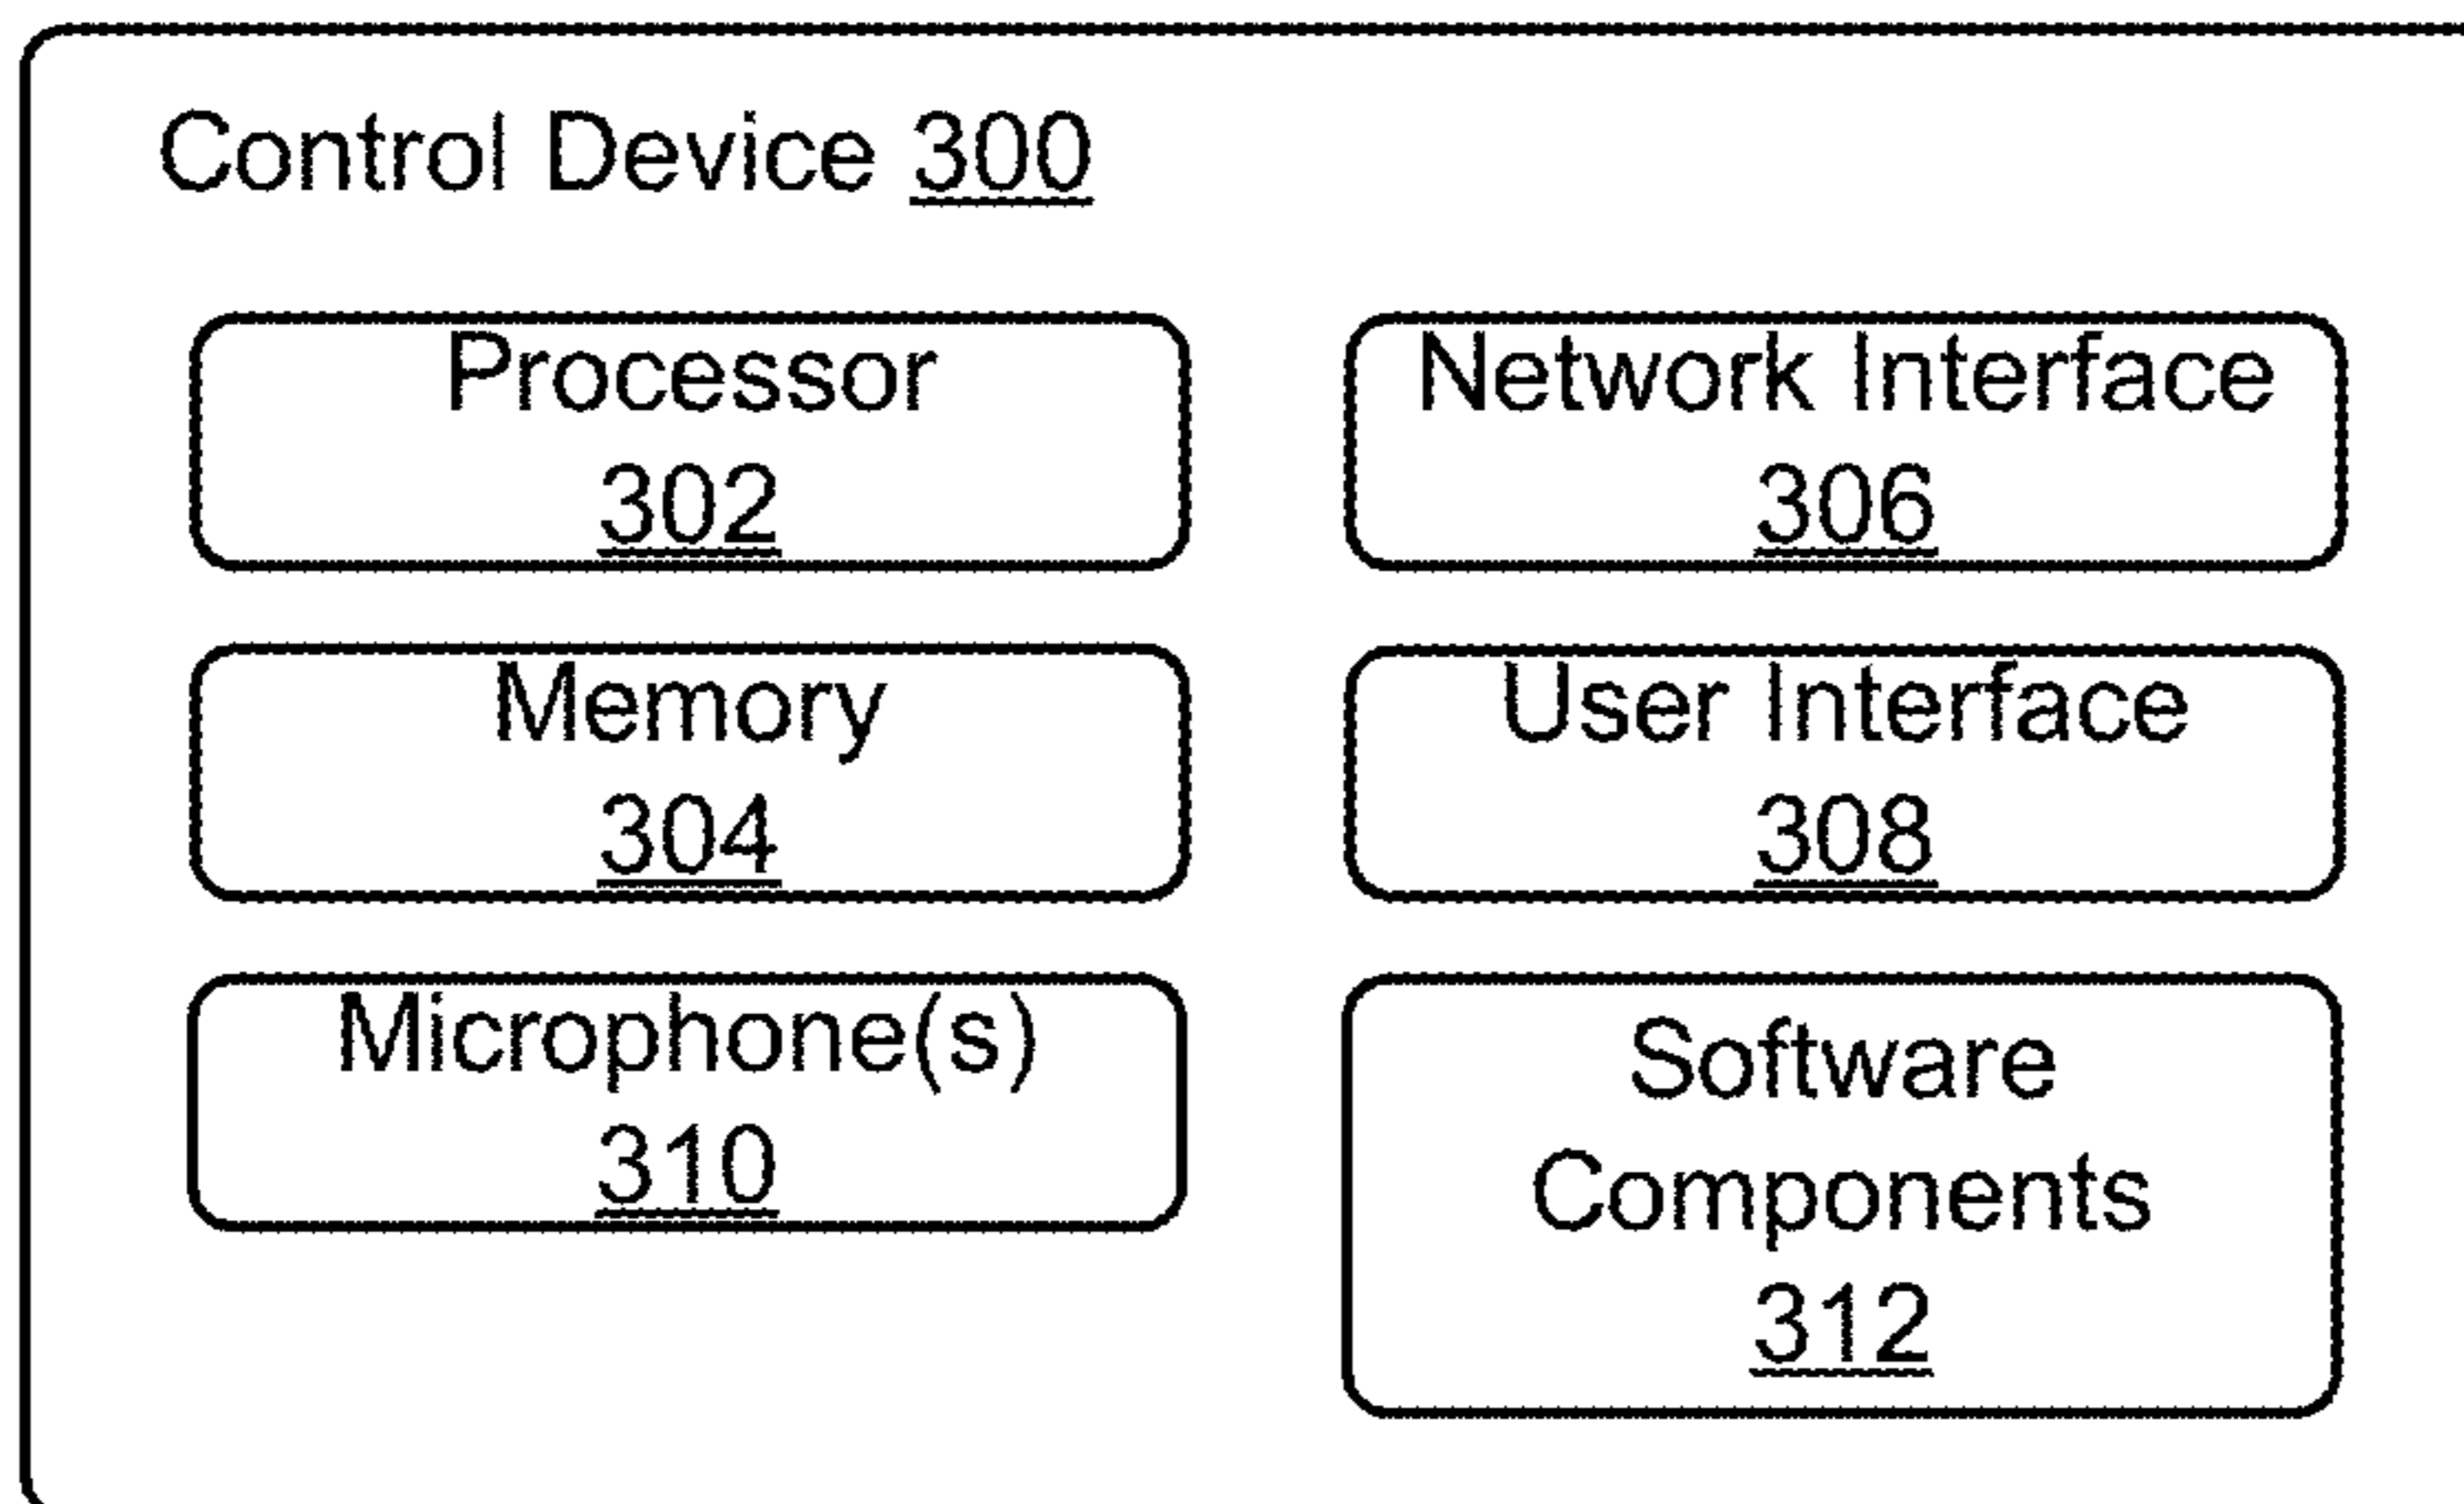 Control Device 300
Processor
302
Network Interface
306
Memory
304
User Interface
308
Microphone(s)
310
Software
Components
312